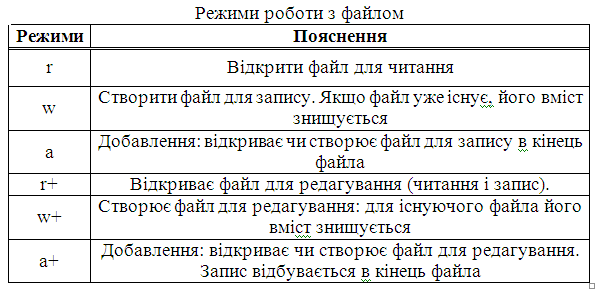 Режими роботи з файлом
Режими Пояснення
r Відкрити файл для читання
w Створити файл для запису. Якщо файл уже існує, його вміст
знищується
a Добавлення: відкриває чи створює файл для запису в кінець
файла
r+ Відкриває файл для редагування (читання і запис).
w+ Створює файл для редагування: для існуючого файла його
вміст знищується
a+ Добавлення: відкриває чи створює файл для редагування.
Запис відбувається в кінець файла